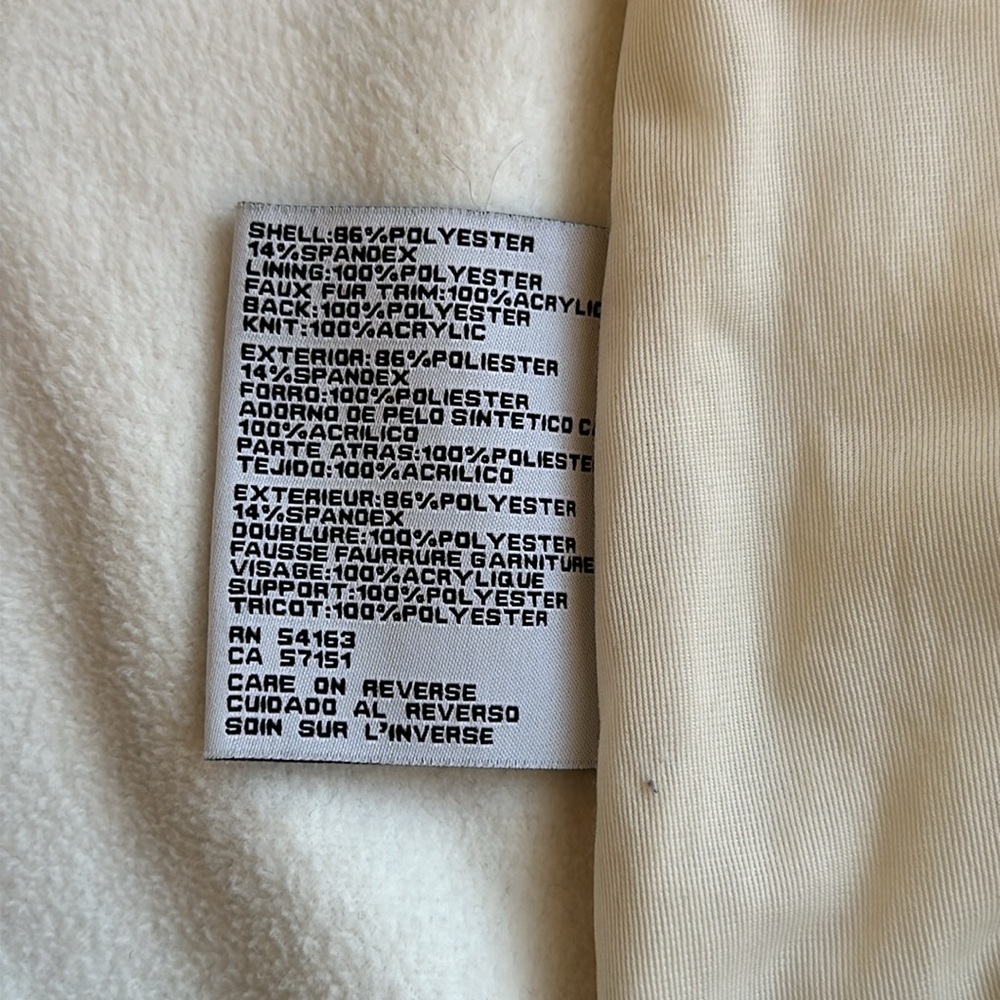 SHELL:86%POLYESTER
14%SPANDEX
LINING:100%POLYESTER
FAUX FUR TRIM:100%ACRYLIC
BACK:100%POLYESTER
KNIT:100%ACRYLIC
EXTERIOR:86%POLIESTER
14%SPANDEX
FORRO:100%POLIESTER
ADORNO DE PELO SINTETICO
100%ACRILICO
PARTE ATRAS:100%POLIESTE
TEJIDO:100%ACRILICO
EXTERIEUR:86%POLYESTER
14%SPANDEX
DOUBLURE:100%POLYESTER
FAUSSE FAURRURE GARNITURE
VISAGE:100%ACRYLIQUE
SUPPORT:100%POLYESTER
TRICOT:100%POLYESTER
RN 54163
CA 57151
CARE ON REVERSE
CUIDADO AL REVERSO
SOIN SUR L'INVERSE